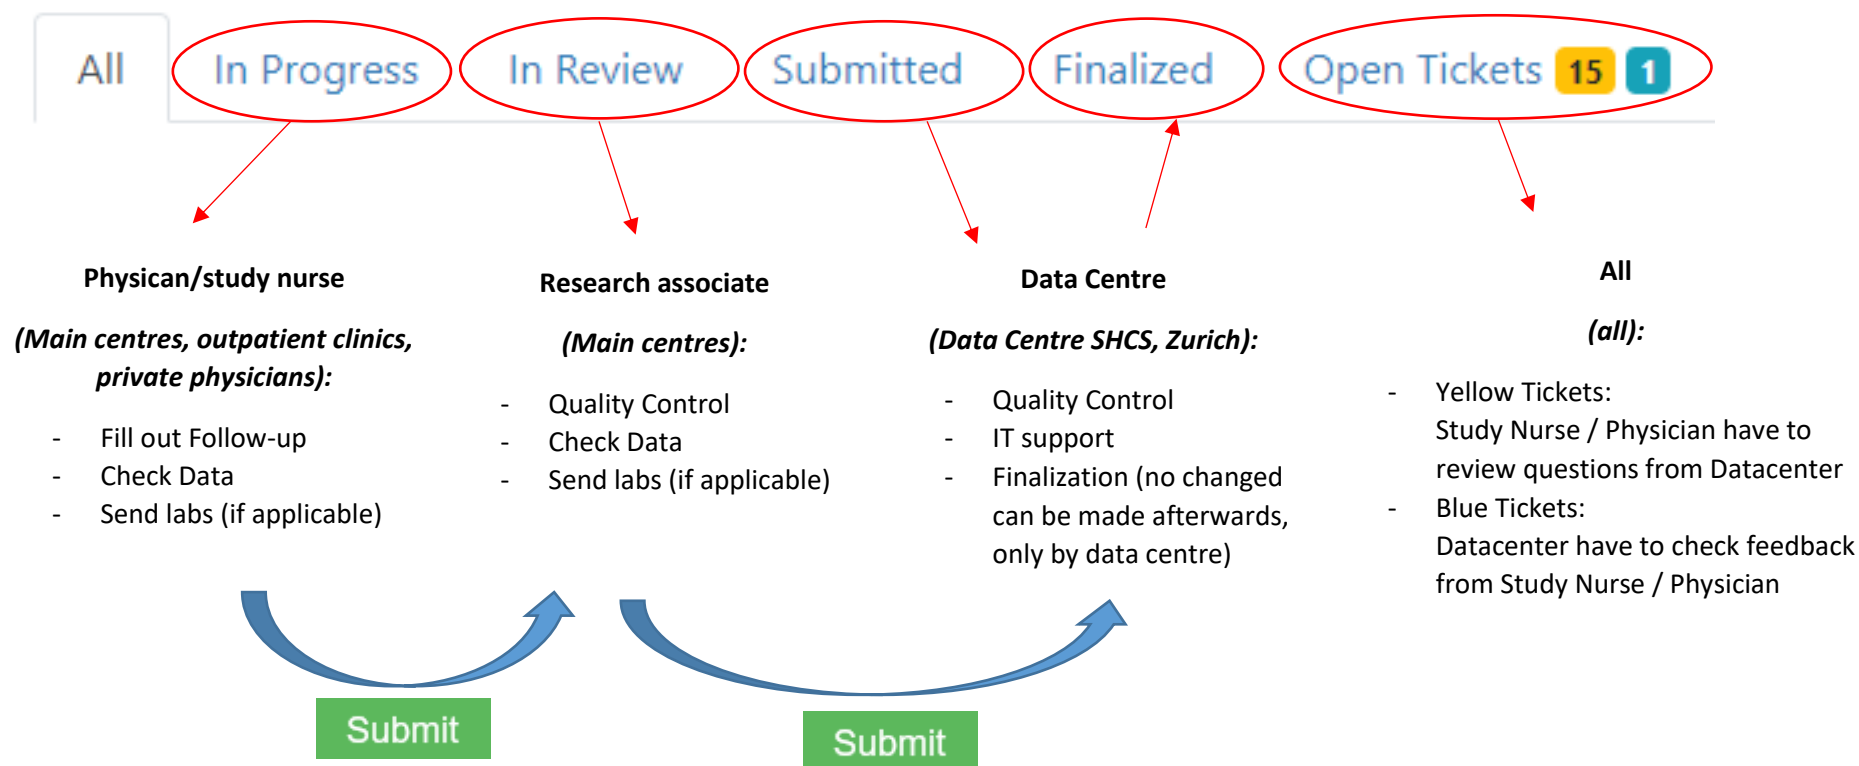 All
In Progress
In Review
Submitted
Finalized
Open Tickets 15 1
Physican/study nurse
(Main centres, outpatient clinics,
private physicians):
- Fill out Follow-up
- Check Data
- Send labs (if applicable)
Research associate
(Main centres):
- Quality Control
- Check Data
- Send labs (if applicable)
Data Centre
(Data Centre SHCS, Zurich):
- Quality Control
- IT support
- Finalization (no changed
can be made afterwards,
only by data centre)
All
(all):
- Yellow Tickets:
Study Nurse / Physician have to
review questions from Datacenter
- Blue Tickets:
Datacenter have to check feedback
from Study Nurse / Physician
Submit
Submit